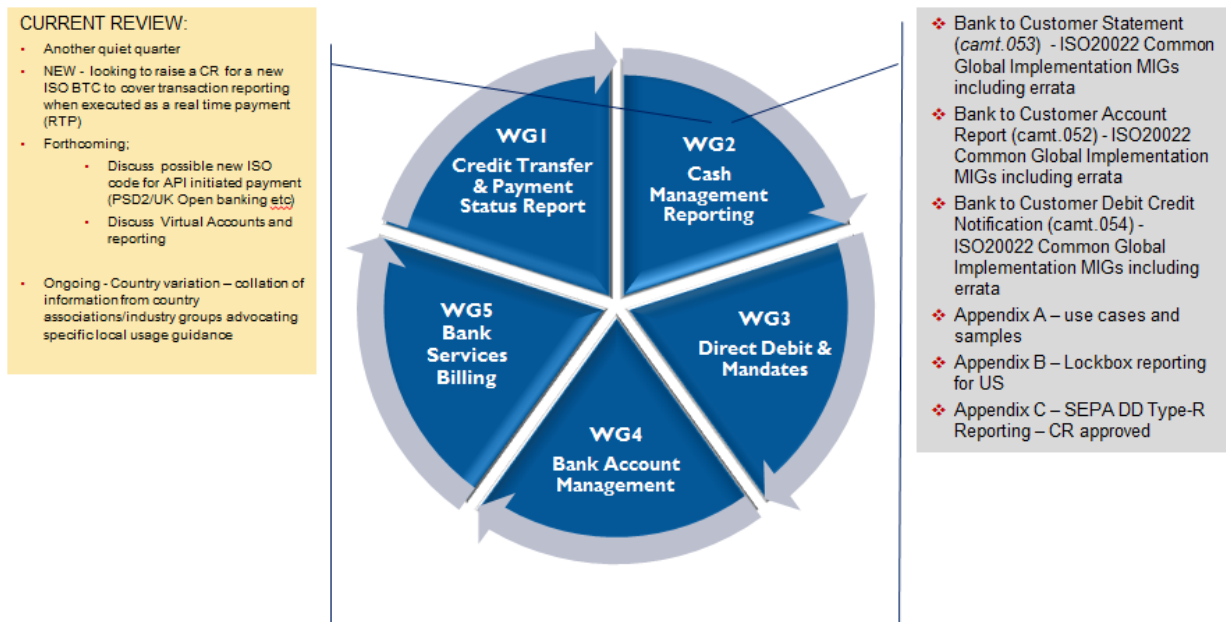 CURRENT REVIEW:
• Another quiet quarter
• NEW - looking to raise a CR for a new
ISO BTC to cover transaction reporting
when executed as a real time payment
(RTP)
• Forthcoming;
• Discuss possible new ISO
code for API initiated payment
(PSD2/UK Open banking etc)
• Discuss Virtual Accounts and
reporting
• Ongoing - Country variation – collation of
information from country
associations/industry groups advocating
specific local usage guidance
WG1
Credit Transfer
& Payment
Status Report
WG2
Cash
Management
Reporting
WG3
Direct Debit &
Mandates
WG4
Bank Account
Management
WG5
Bank
Services
Billing
❖ Bank to Customer Statement
(camt.053) - ISO20022 Common
Global Implementation MIGs
including errata
❖ Bank to Customer Account
Report (camt.052) - ISO20022
Common Global Implementation
MIGs including errata
❖ Bank to Customer Debit Credit
Notification (camt.054) -
ISO20022 Common Global
Implementation MIGs including
errata
❖ Appendix A – use cases and
samples
❖ Appendix B – Lockbox reporting
for US
❖ Appendix C – SEPA DD Type-R
Reporting – CR approved